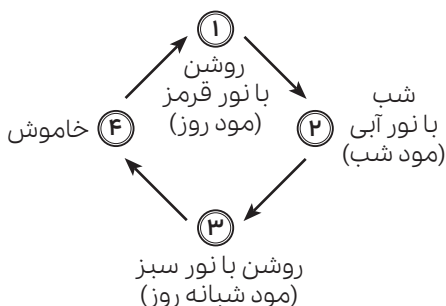 ۱
روشن
با نور قرمز
(مود روز)
۲
شب
با نور آبی
(مود شب)
۳
روشن با نور سبز
(مود شبانه روز)
۴
خاموش